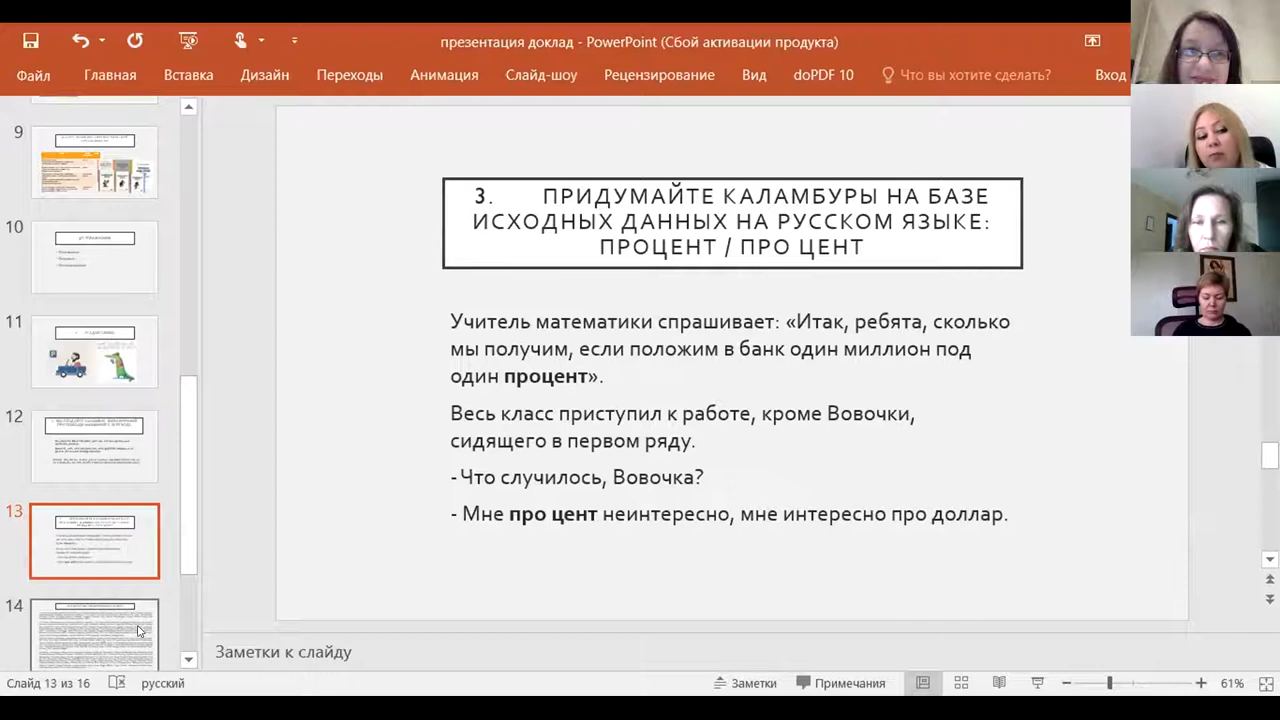 презентация доклад - PowerPoint (Сбой активации продукта)
Файл Главная Вставка Дизайн Переходы Анимация Слайд-шоу Рецензирование Вид doPDF 10 Что вы хотите сделать? Вход
9
10
11
12
13
14
3. ПРИДУМАЙТЕ КАЛАМБУРЫ НА БАЗЕ
ИСХОДНЫХ ДАННЫХ НА РУССКОМ ЯЗЫКЕ:
ПРОЦЕНТ / ПРО ЦЕНТ
Учитель математики спрашивает: «Итак, ребята, сколько
мы получим, если положим в банк один миллион под
один процент».
Весь класс приступил к работе, кроме Вовочки,
сидящего в первом ряду.
- Что случилось, Вовочка?
- Мне про цент неинтересно, мне интересно про доллар.
Заметки к слайду
Слайд 13 из 16 русский Заметки Примечания 61%